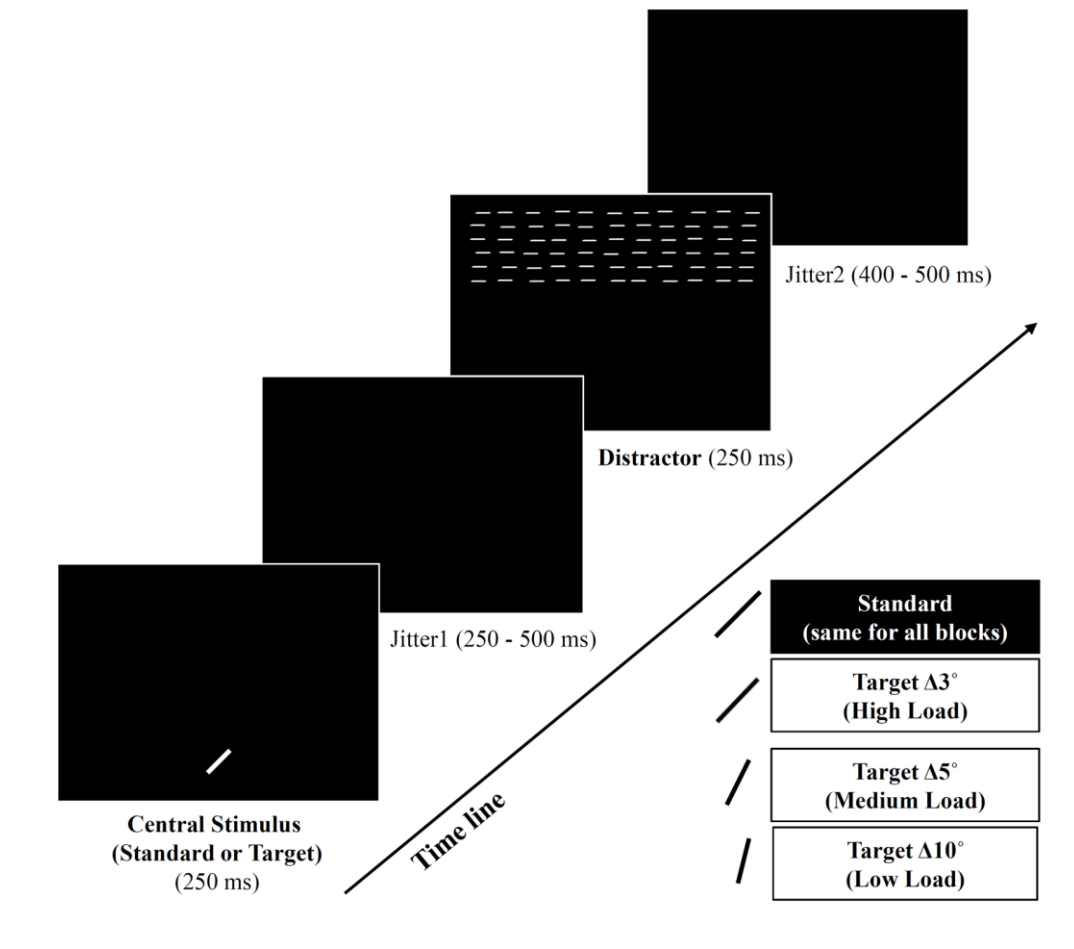 Jitter2 (400 - 500 ms)
Distractor (250 ms)
Jitter1 (250 - 500 ms)
Central Stimulus
(Standard or Target)
(250 ms)
Time line
Standard
(same for all blocks)
Target Δ3°
(High Load)
Target Δ5°
(Medium Load)
Target Δ10°
(Low Load)